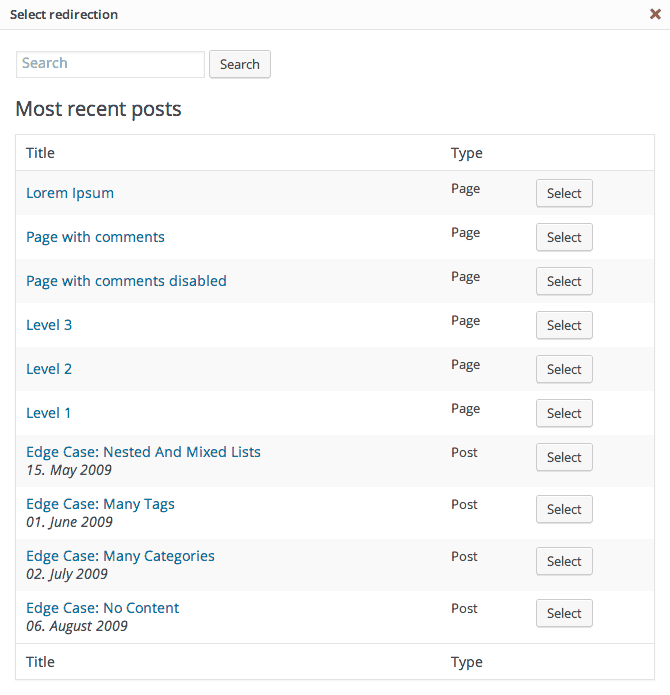 Select redirection
Search Search
Most recent posts
Title Type
Lorem Ipsum Page Select
Page with comments Page Select
Page with comments disabled Page Select
Level 3 Page Select
Level 2 Page Select
Level 1 Page Select
Edge Case: Nested And Mixed Lists Post Select
15. May 2009
Edge Case: Many Tags Post Select
01. June 2009
Edge Case: Many Categories Post Select
02. July 2009
Edge Case: No Content Post Select
06. August 2009
Title Type